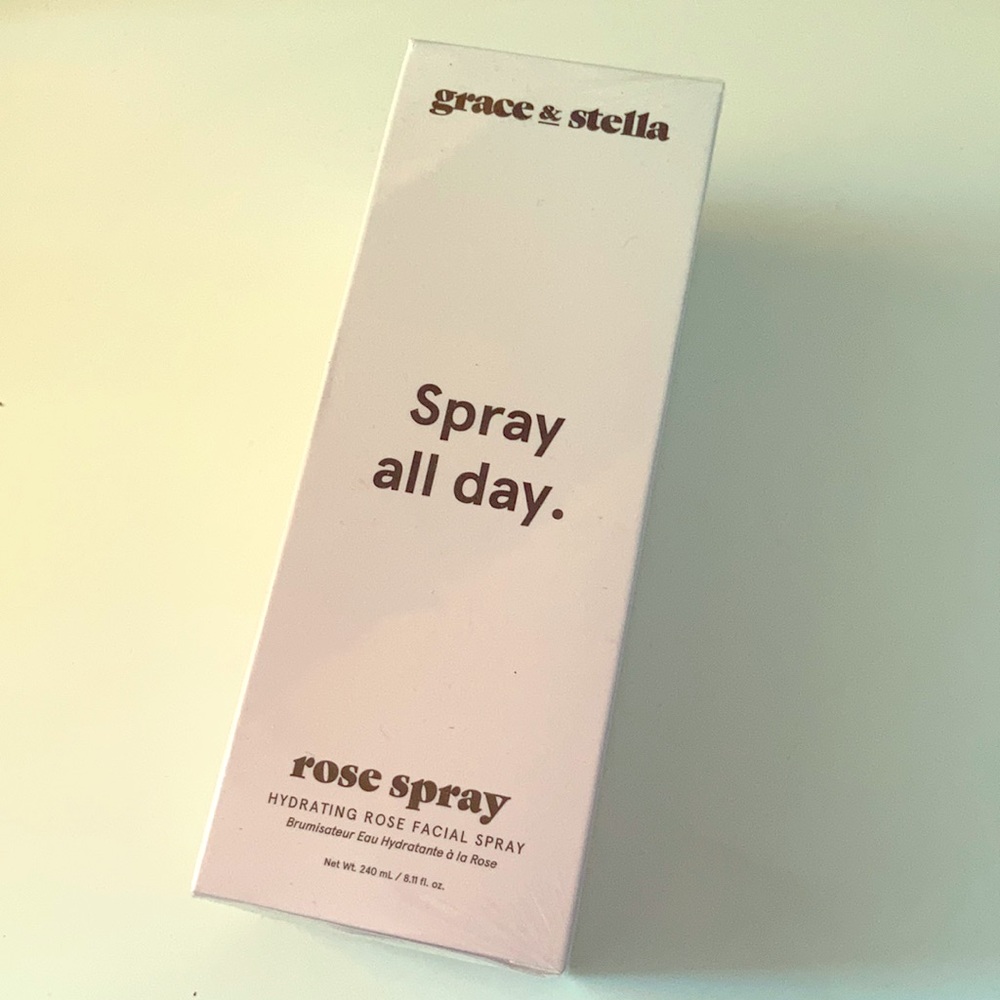 grace & stella
Spray
all day.
rose spray
HYDRATING ROSE FACIAL SPRAY
Brumisateur Eau Hydratante à la Rose
Net Wt. 240 mL / 8.11 fl. oz.